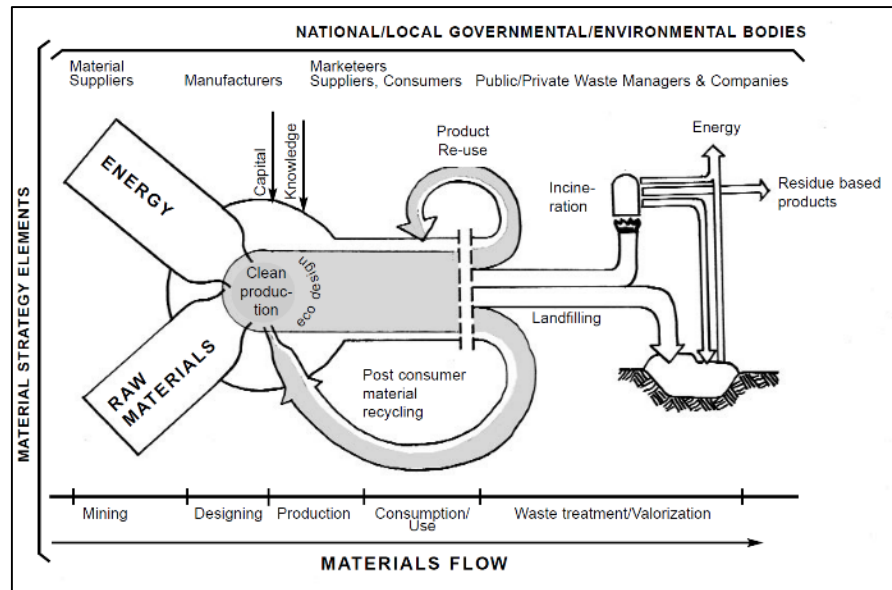 NATIONAL/LOCAL GOVERNMENTAL/ENVIRONMENTAL BODIES
Material
Suppliers
Manufacturers
Marketeers
Suppliers, Consumers
Public/Private Waste Managers & Companies
MATERIAL STRATEGY ELEMENTS
ENERGY
RAW
MATERIALS
Capital
Knowledge
Clean
produc-
tion
eco design
Product
Re-use
Post consumer
material
recycling
Incine-
ration
Landfilling
Energy
Residue based
products
Mining
Designing
Production
Consumption/
Use
Waste treatment/Valorization
MATERIALS FLOW